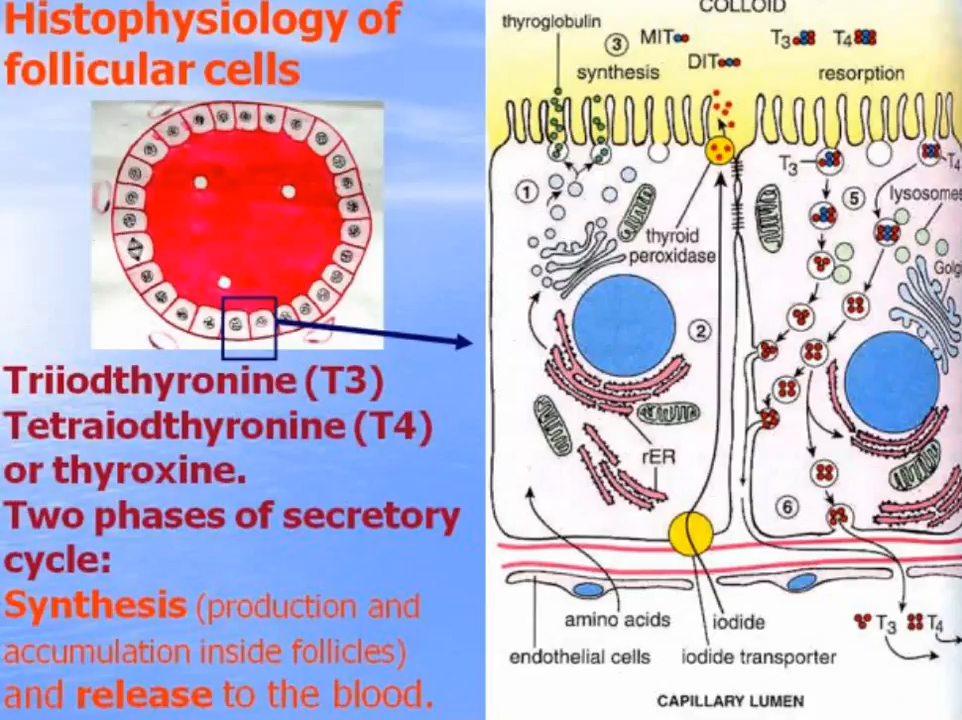 Histophysiology of
follicular cells
Triiodthyronine (T3)
Tetraiodthyronine (T4)
or thyroxine.
Two phases of secretory
cycle:
Synthesis (production and
accumulation inside follicles)
and release to the blood.
COLLOID
thyroglobulin
3
MIT
DIT
synthesis
T3
T4
resorption
1
thyroid
peroxidase
2
rER
T3
T4
5
lysosomes
Golgi
6
amino acids
iodide
endothelial cells
iodide transporter
T3
T4
CAPILLARY LUMEN